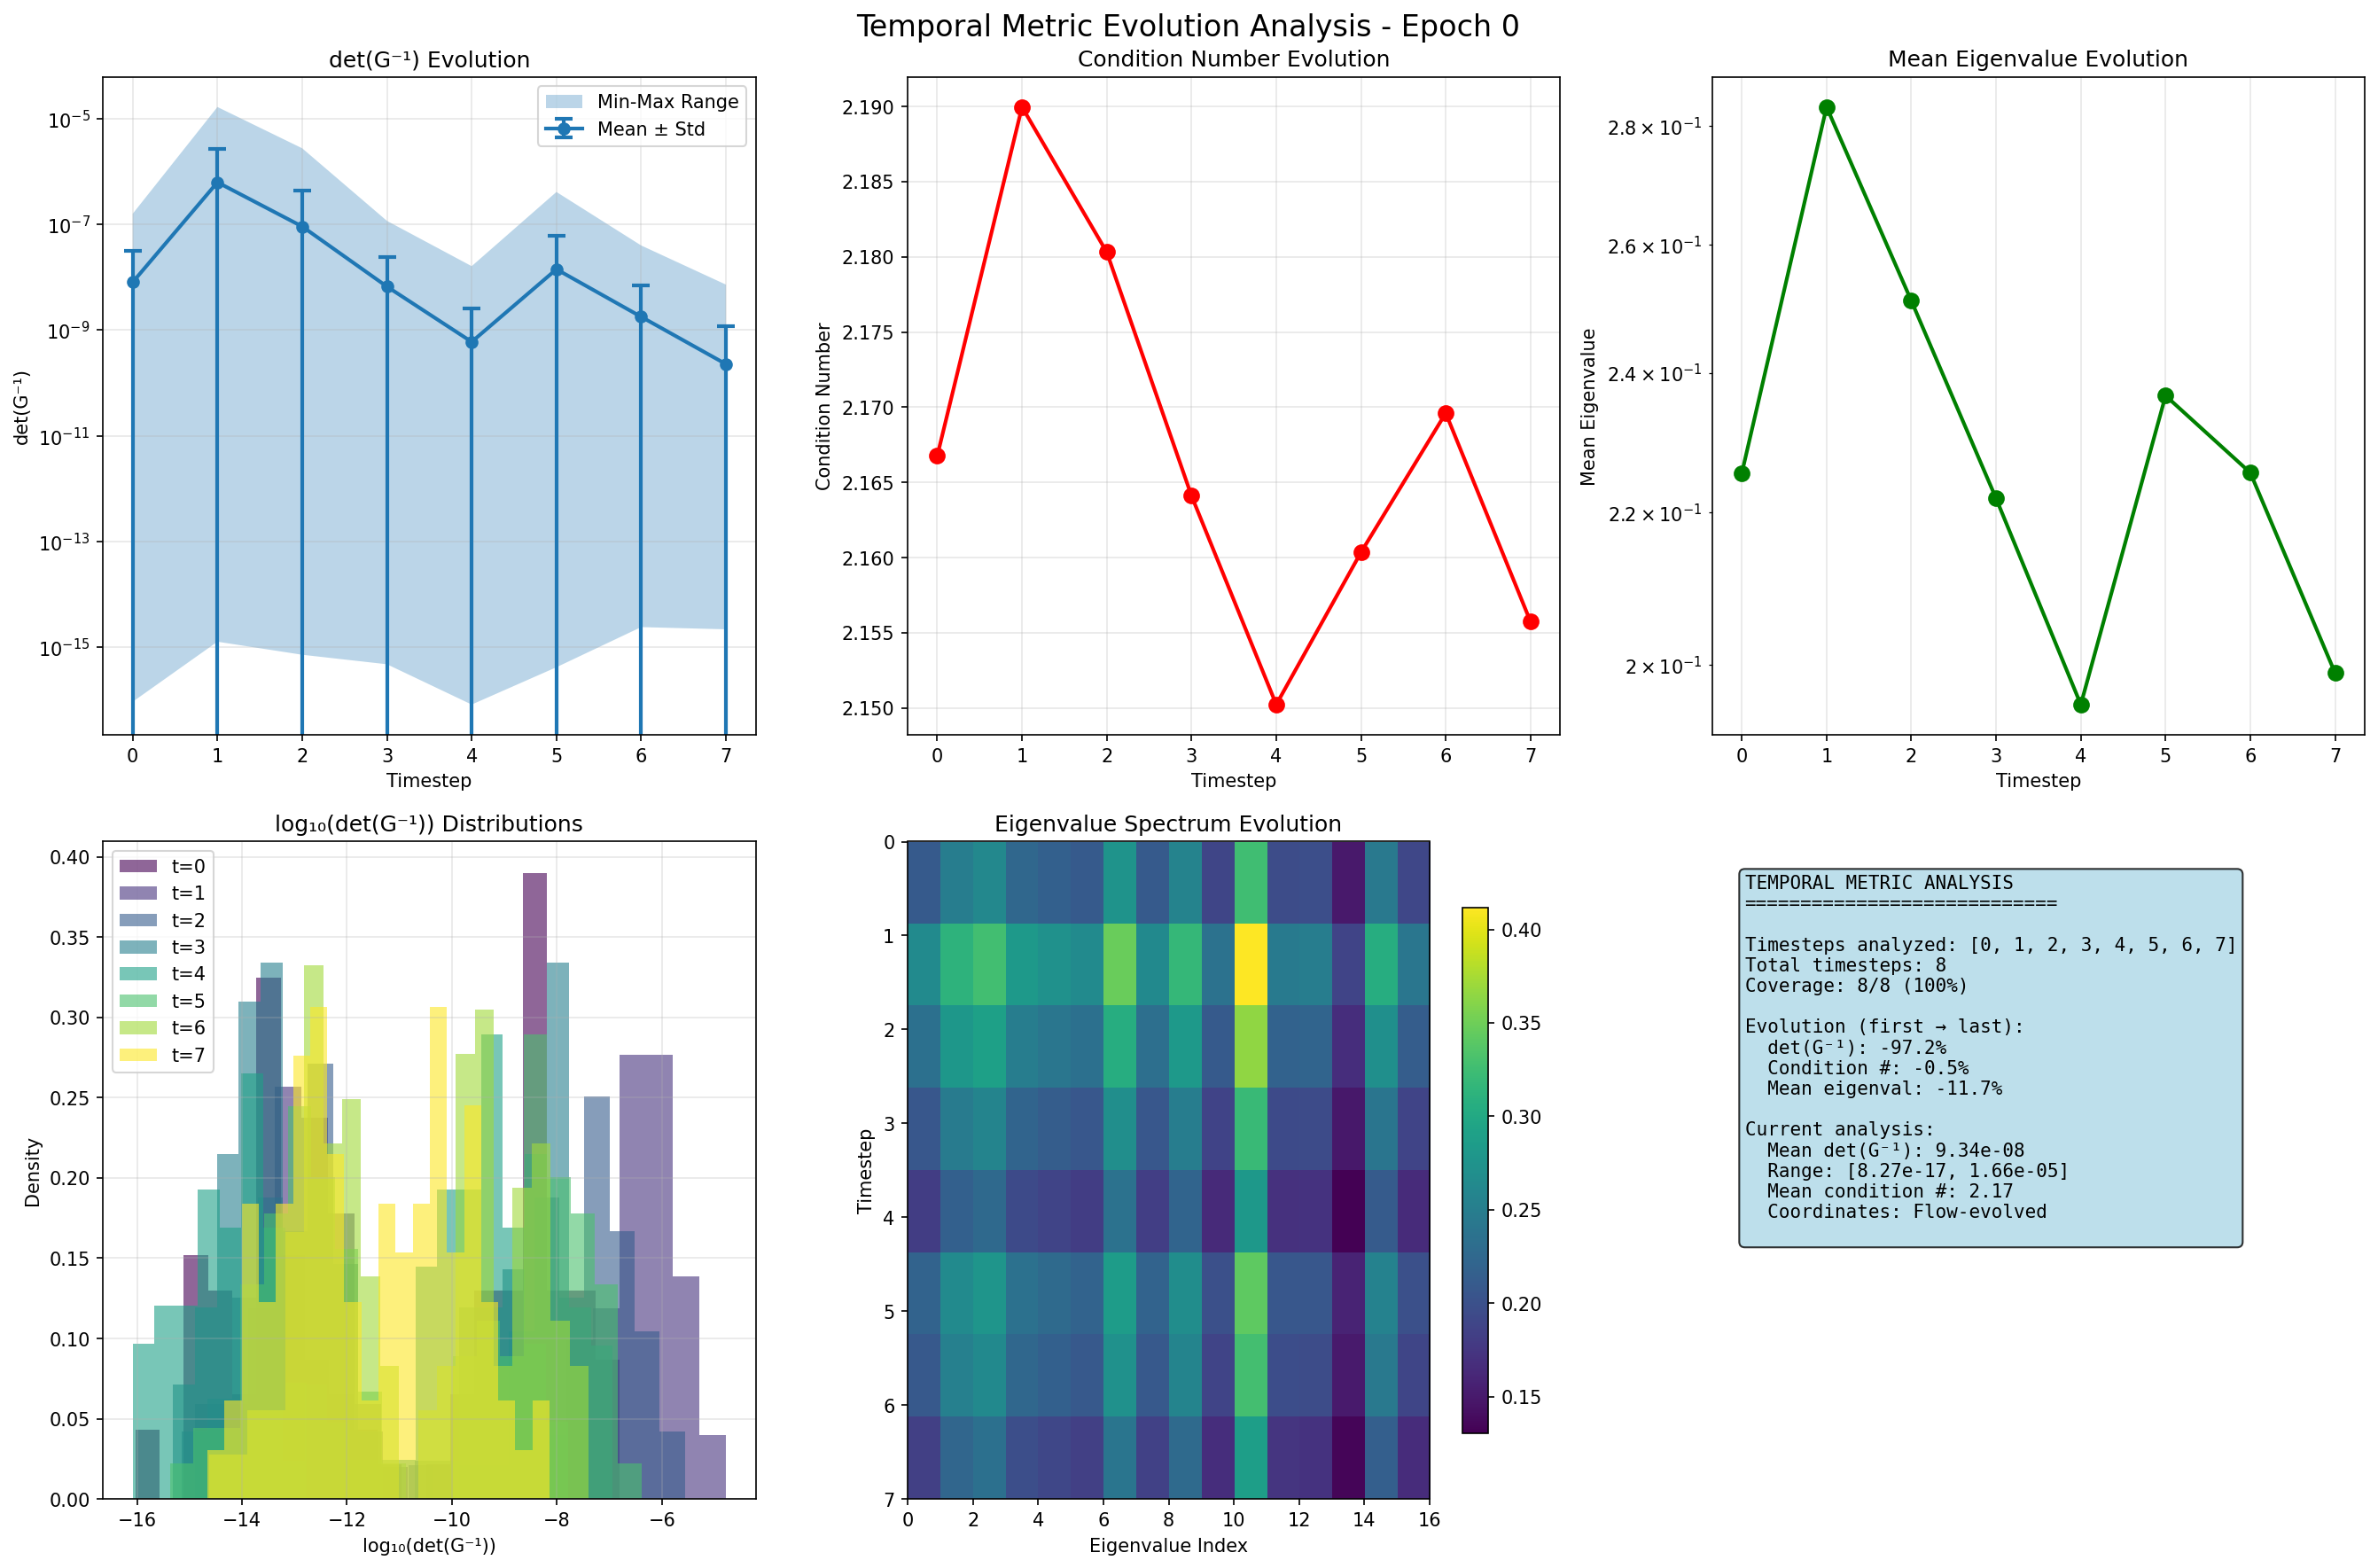 Temporal Metric Evolution Analysis - Epoch 0
det(G⁻¹) Evolution
Min-Max Range
Mean ± Std
10⁻⁵
10⁻⁷
10⁻⁹
10⁻¹¹
10⁻¹³
10⁻¹⁵
det(G⁻¹)
0 1 2 3 4 5 6 7
Timestep
Condition Number Evolution
2.190
2.185
2.180
2.175
2.170
2.165
2.160
2.155
2.150
Condition Number
0 1 2 3 4 5 6 7
Timestep
Mean Eigenvalue Evolution
2.8 × 10⁻¹
2.6 × 10⁻¹
2.4 × 10⁻¹
2.2 × 10⁻¹
2 × 10⁻¹
Mean Eigenvalue
0 1 2 3 4 5 6 7
Timestep
log₁₀(det(G⁻¹)) Distributions
t=0
t=1
t=2
t=3
t=4
t=5
t=6
t=7
0.40
0.35
0.30
0.25
0.20
0.15
0.10
0.05
0.00
Density
−16 −14 −12 −10 −8 −6
log₁₀(det(G⁻¹))
Eigenvalue Spectrum Evolution
0
1
2
3
4
5
6
7
Timestep
0 2 4 6 8 10 12 14 16
Eigenvalue Index
0.40
0.35
0.30
0.25
0.20
0.15
TEMPORAL METRIC ANALYSIS
============================
Timesteps analyzed: [0, 1, 2, 3, 4, 5, 6, 7]
Total timesteps: 8
Coverage: 8/8 (100%)
Evolution (first → last):
det(G⁻¹): -97.2%
Condition #: -0.5%
Mean eigenval: -11.7%
Current analysis:
Mean det(G⁻¹): 9.34e-08
Range: [8.27e-17, 1.66e-05]
Mean condition #: 2.17
Coordinates: Flow-evolved